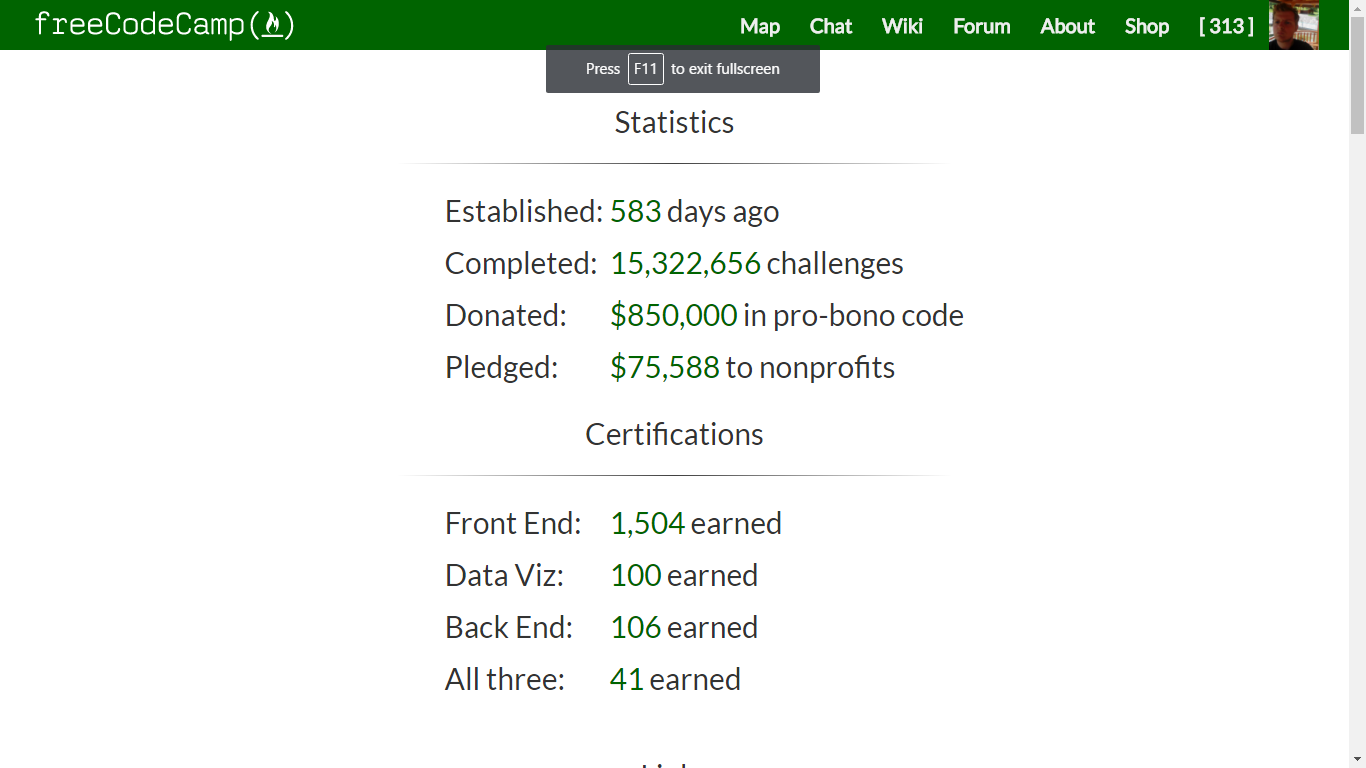 freeCodeCamp(🔥) Map Chat Wiki Forum About Shop [ 313 ]
Press F11 to exit fullscreen
Statistics
Established: 583 days ago
Completed: 15,322,656 challenges
Donated: $850,000 in pro-bono code
Pledged: $75,588 to nonprofits
Certifications
Front End: 1,504 earned
Data Viz: 100 earned
Back End: 106 earned
All three: 41 earned